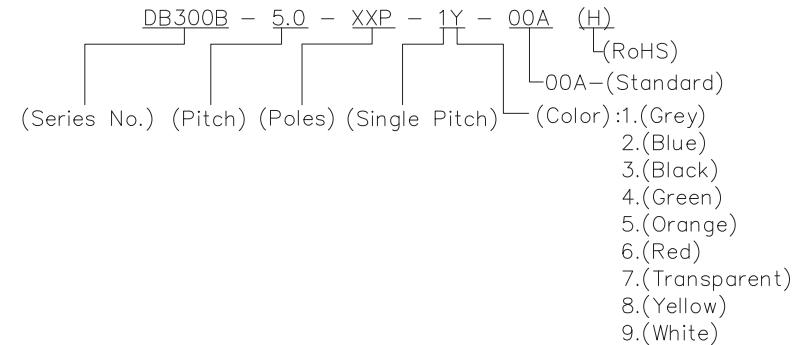 DB300B - 5.0 - XXP - 1Y - 00A (H)
(RoHS)
00A-(Standard)
(Series No.) (Pitch) (Poles) (Single Pitch) (Color):1.(Grey)
2.(Blue)
3.(Black)
4.(Green)
5.(Orange)
6.(Red)
7.(Transparent)
8.(Yellow)
9.(White)